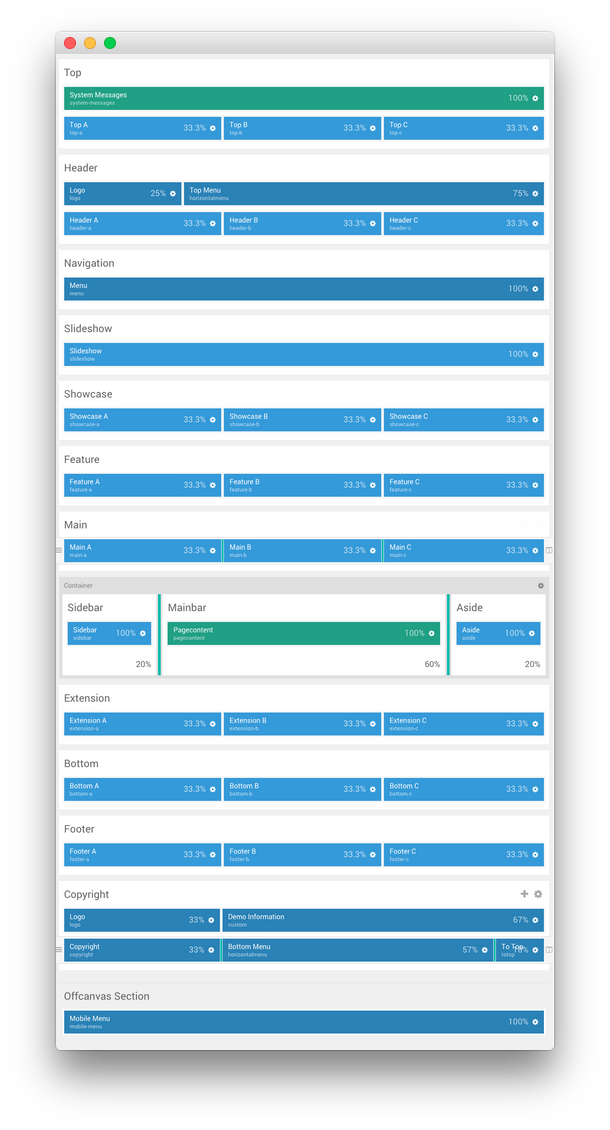 Top
System Messages 100%
system-messages
Top A 33.3% Top B 33.3% Top C 33.3%
top-a top-b top-c
Header
Logo 25% Top Menu 75%
logo horizontalmenu
Header A 33.3% Header B 33.3% Header C 33.3%
header-a header-b header-c
Navigation
Menu 100%
menu
Slideshow
Slideshow 100%
slideshow
Showcase
Showcase A 33.3% Showcase B 33.3% Showcase C 33.3%
showcase-a showcase-b showcase-c
Feature
Feature A 33.3% Feature B 33.3% Feature C 33.3%
feature-a feature-b feature-c
Main
Main A 33.3% Main B 33.3% Main C 33.3%
main-a main-b main-c
Container
Sidebar Mainbar Aside
Sidebar 100% Pagecontent 100% Aside 100%
sidebar pagecontent aside
20% 60% 20%
Extension
Extension A 33.3% Extension B 33.3% Extension C 33.3%
extension-a extension-b extension-c
Bottom
Bottom A 33.3% Bottom B 33.3% Bottom C 33.3%
bottom-a bottom-b bottom-c
Footer
Footer A 33.3% Footer B 33.3% Footer C 33.3%
footer-a footer-b footer-c
Copyright
Logo 33% Demo Information 67%
logo custom
Copyright 33% Bottom Menu 57% To Top
copyright horizontalmenu totop
Offcanvas Section
Mobile Menu 100%
mobile-menu